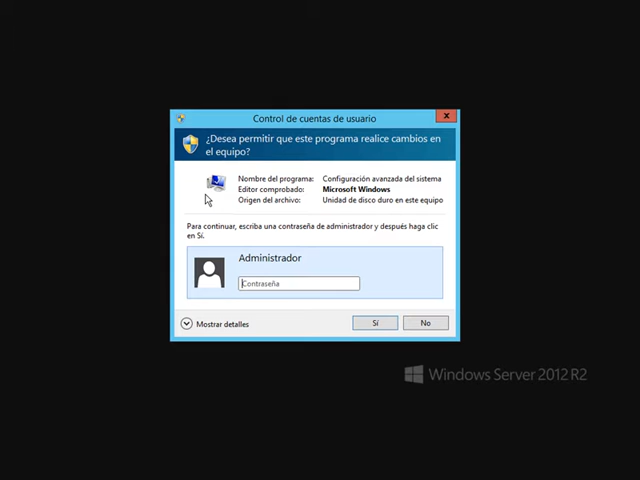 Control de cuentas de usuario
¿Desea permitir que este programa realice cambios en
el equipo?
Nombre del programa: Configuración avanzada del sistema
Editor comprobado: Microsoft Windows
Origen del archivo: Unidad de disco duro en este equipo
Para continuar, escriba una contraseña de administrador y después haga clic
en Sí.
Administrador
Contraseña
Mostrar detalles
Sí
No
Windows Server 2012 R2